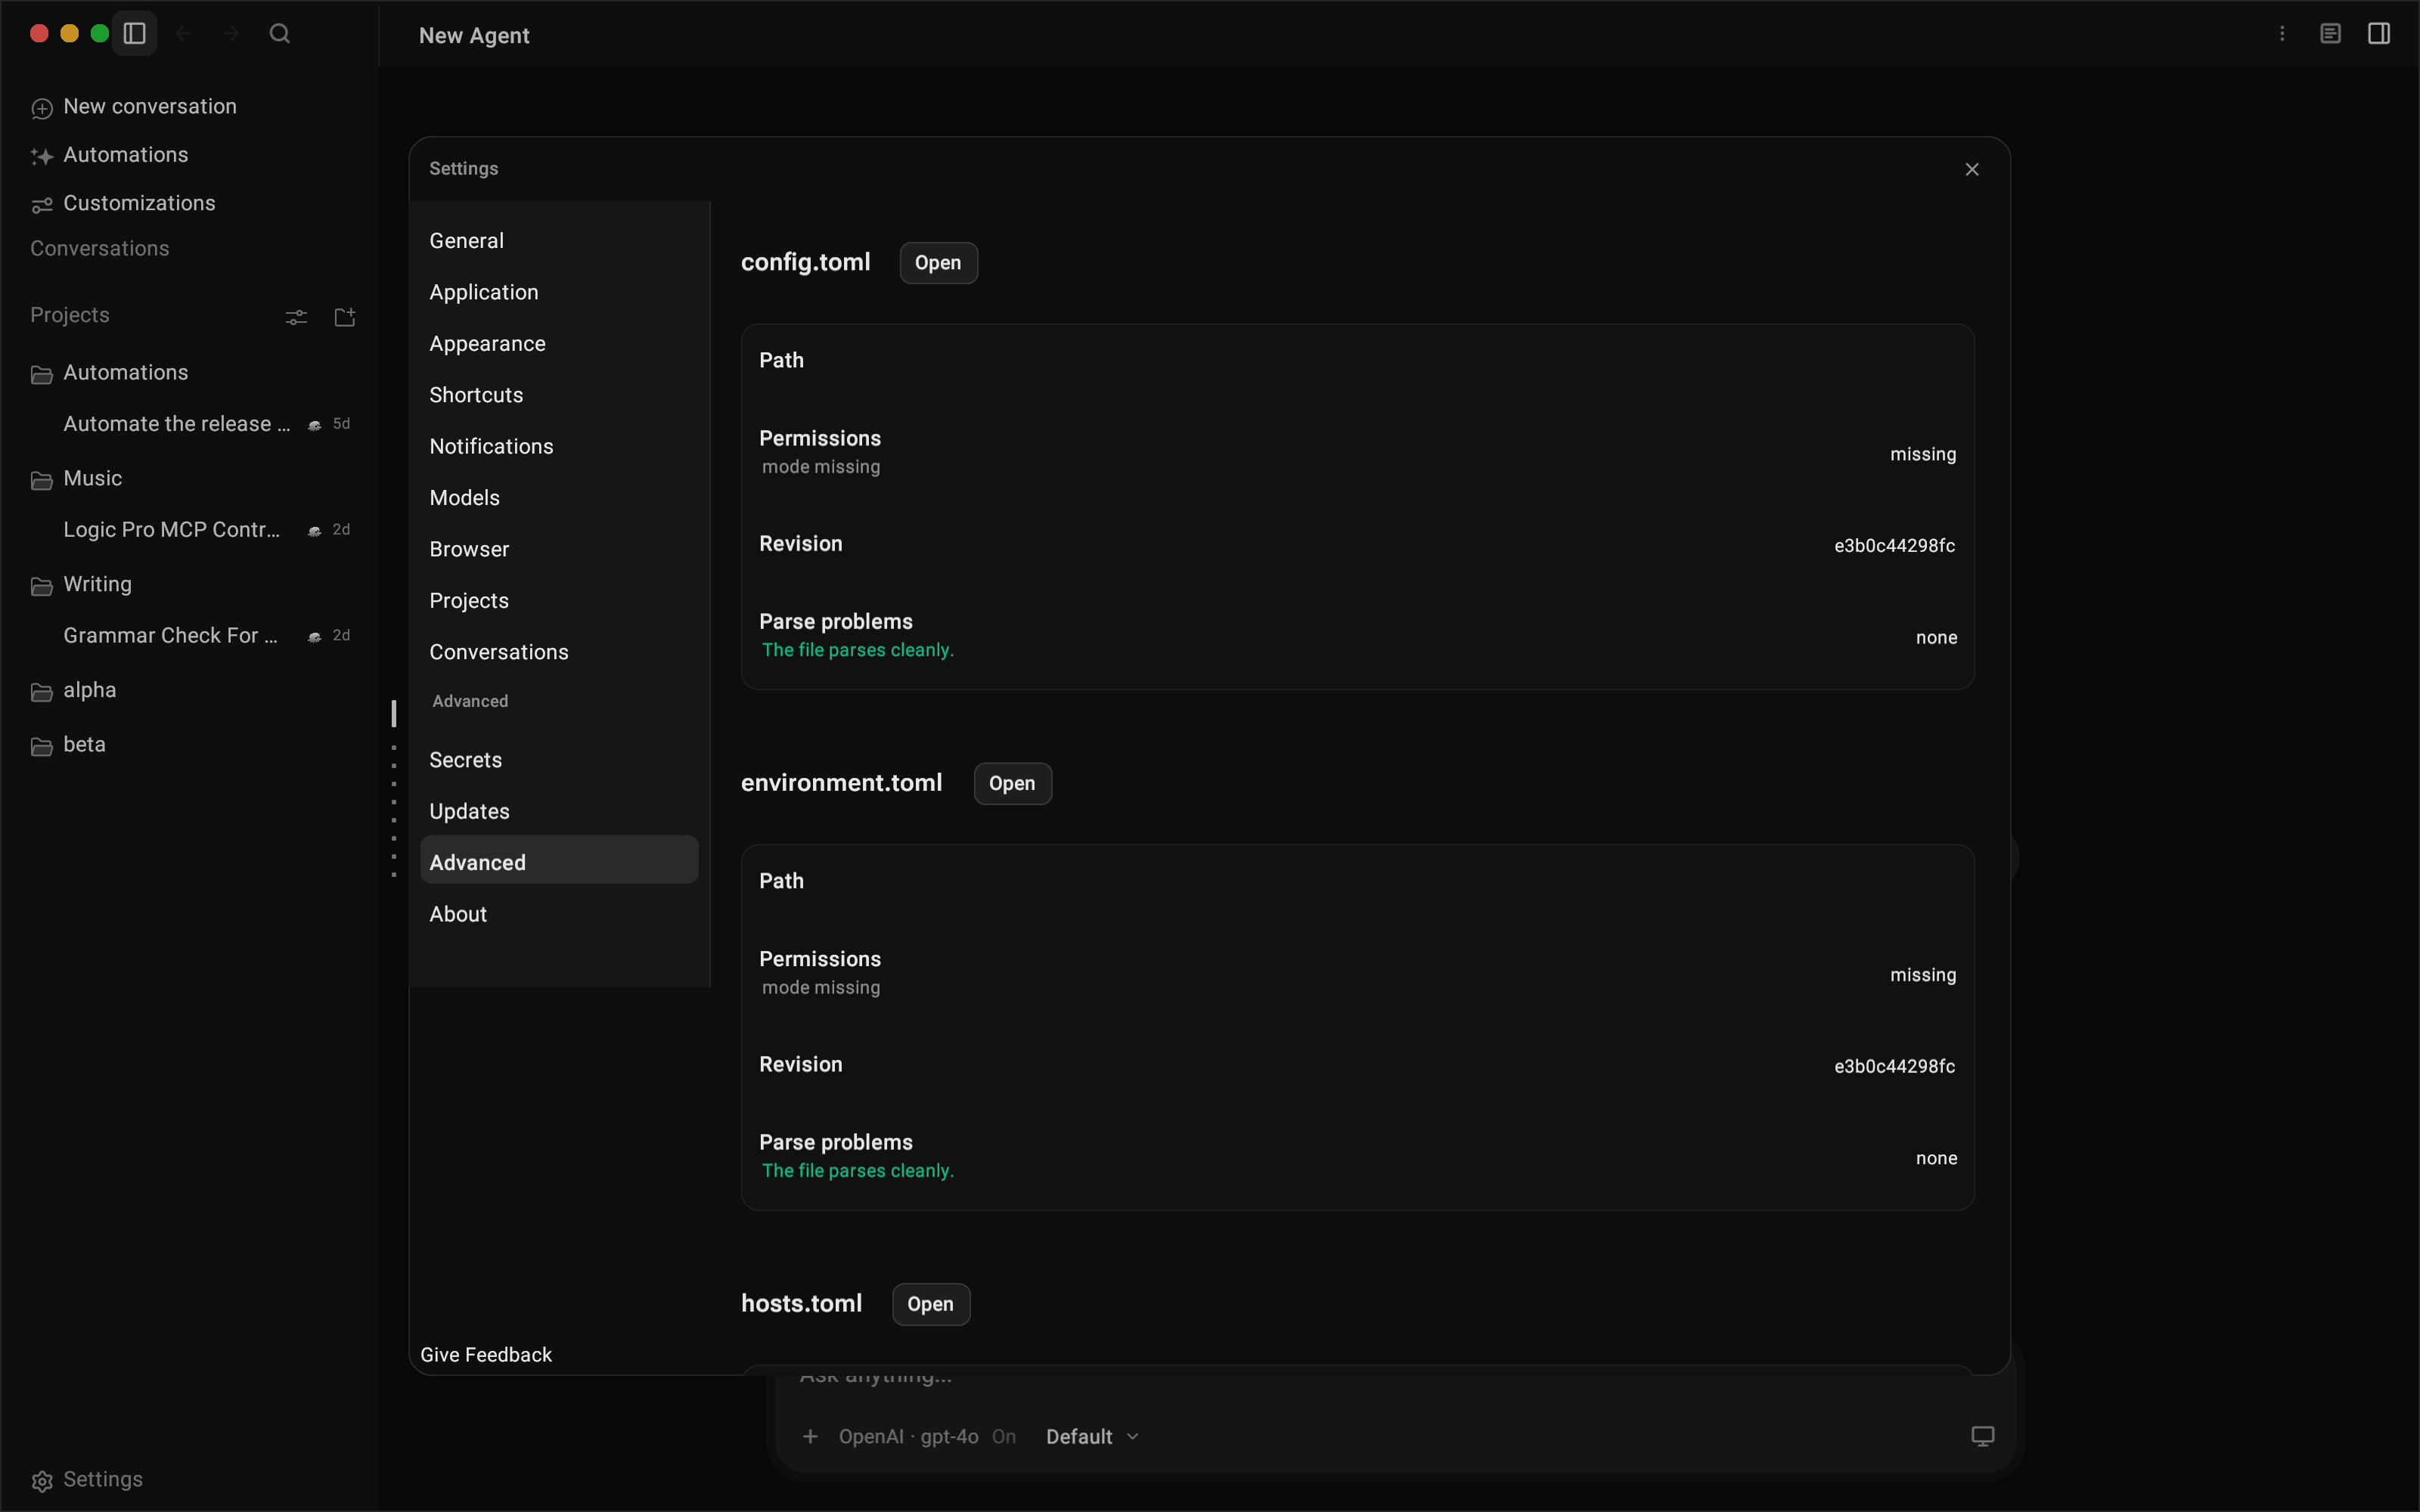 New Agent
New conversation
Automations
Customizations
Conversations
Projects
Automations
Automate the release ... 5d
Music
Logic Pro MCP Contr... 2d
Writing
Grammar Check For ... 2d
alpha
beta
Settings
Settings
General
Application
Appearance
Shortcuts
Notifications
Models
Browser
Projects
Conversations
Advanced
Secrets
Updates
Advanced
About
Give Feedback
config.toml Open
Path
Permissions
mode missing
missing
Revision e3b0c44298fc
Parse problems
The file parses cleanly.
none
environment.toml Open
Path
Permissions
mode missing
missing
Revision e3b0c44298fc
Parse problems
The file parses cleanly.
none
hosts.toml Open
Ask anything...
OpenAI · gpt-4o On Default